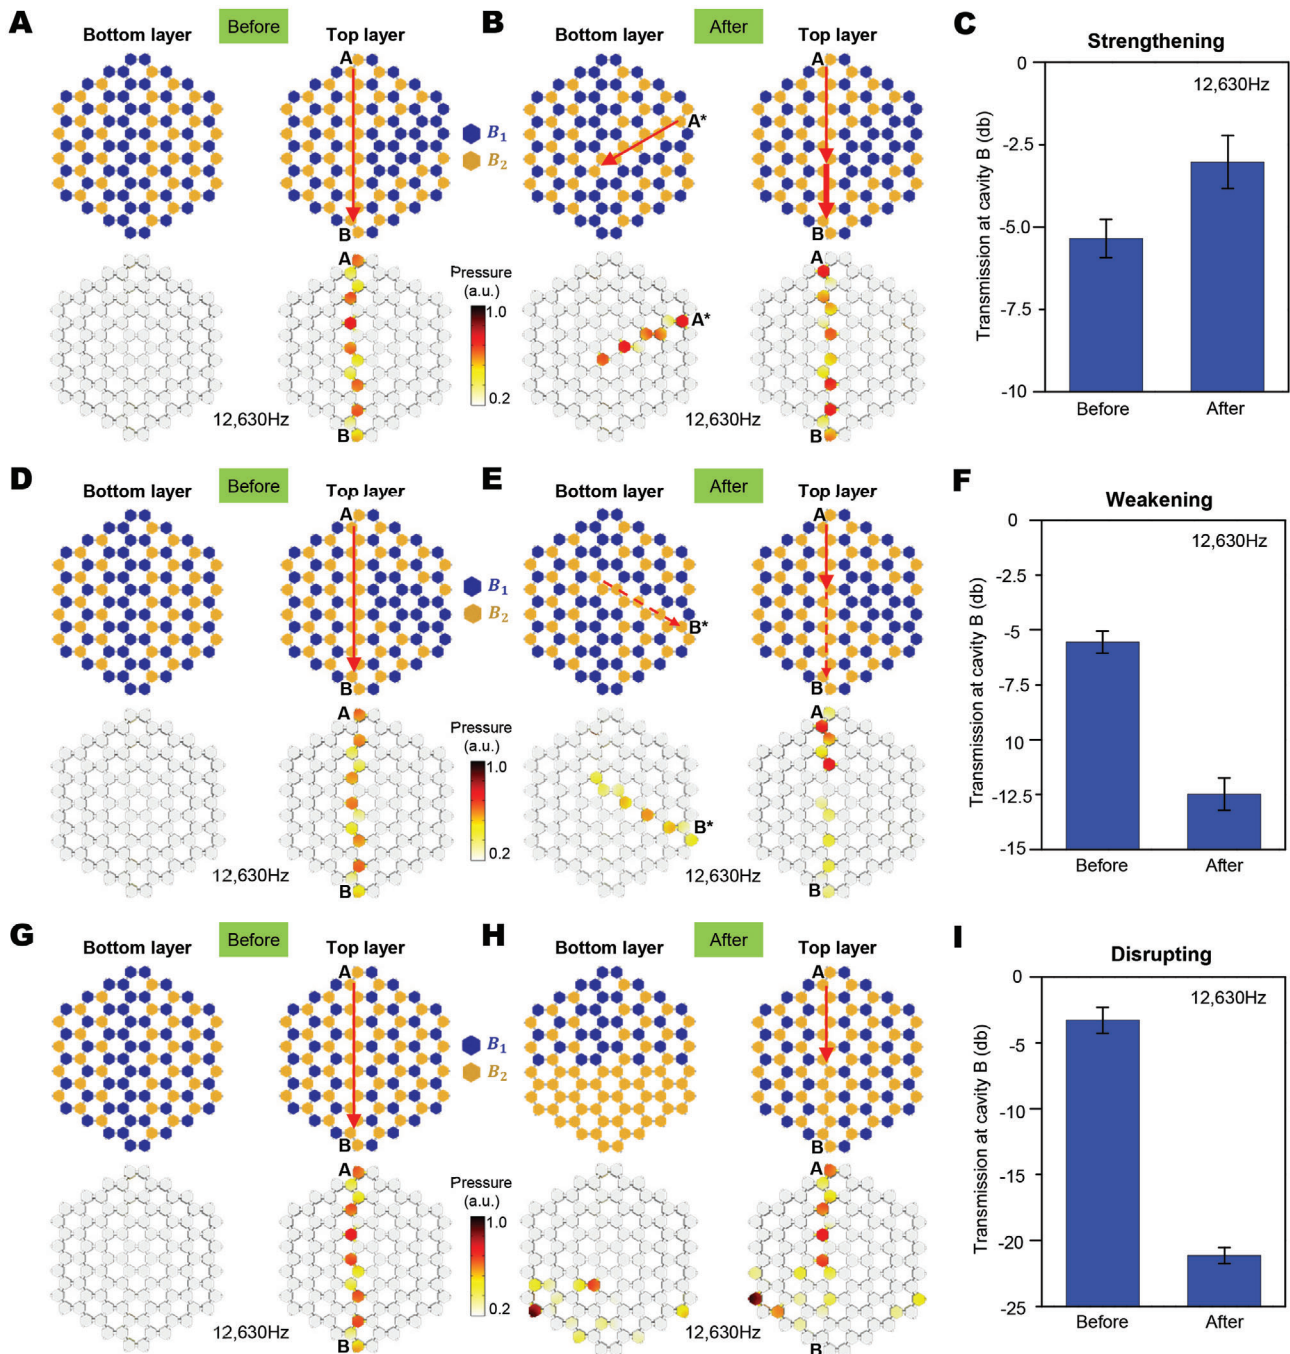 A
Before
B
After
C
Bottom layer
Top layer
Bottom layer
Top layer
Strengthening
A
A
A*
B₁
B₂
B
B
0
-2.5
-5.0
-7.5
-10
Transmission at cavity B (db)
12,630Hz
Before
After
A
A
Pressure
(a.u.)
1.0
0.2
A*
12,630Hz
12,630Hz
B
B
D
Before
E
After
F
Bottom layer
Top layer
Bottom layer
Top layer
Weakening
A
A
B₁
B₂
B*
B
B
0
-2.5
-5
-7.5
10
-12.5
-15
Transmission at cavity B (db)
12,630Hz
Before
After
A
A
Pressure
(a.u.)
1.0
0.2
B*
12,630Hz
12,630Hz
B
B
G
Before
H
After
I
Bottom layer
Top layer
Bottom layer
Top layer
Disrupting
A
A
B₁
B₂
B
B
0
-5
-10
-15
-20
-25
Transmission at cavity B (db)
12,630Hz
Before
After
A
A
Pressure
(a.u.)
1.0
0.2
12,630Hz
12,630Hz
B
B